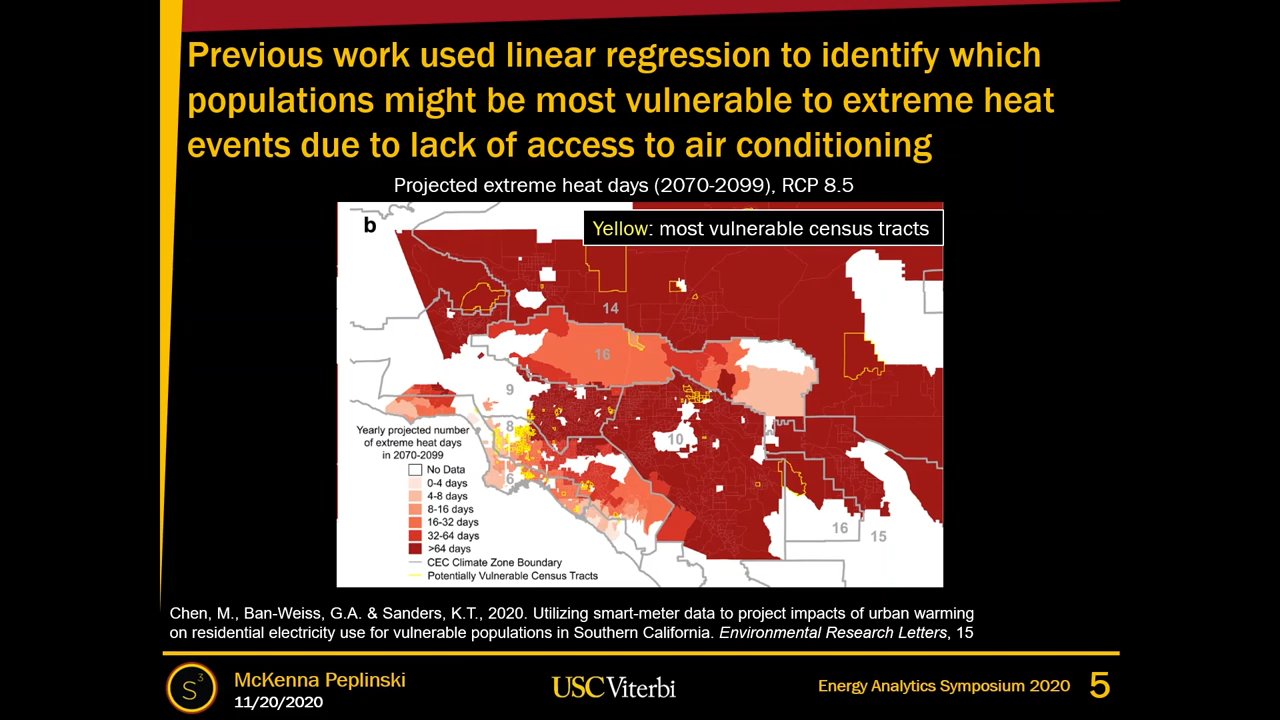 Previous work used linear regression to identify which
populations might be most vulnerable to extreme heat
events due to lack of access to air conditioning
Projected extreme heat days (2070-2099), RCP 8.5
b
Yellow: most vulnerable census tracts
14
16
9
8
10
6
16
15
Yearly projected number
of extreme heat days
in 2070-2099
No Data
0-4 days
4-8 days
8-16 days
16-32 days
32-64 days
>64 days
CEC Climate Zone Boundary
Potentially Vulnerable Census Tracts
Chen, M., Ban-Weiss, G.A. & Sanders, K.T., 2020. Utilizing smart-meter data to project impacts of urban warming
on residential electricity use for vulnerable populations in Southern California. Environmental Research Letters, 15
S3
McKenna Peplinski
11/20/2020
USC Viterbi
Energy Analytics Symposium 2020
5